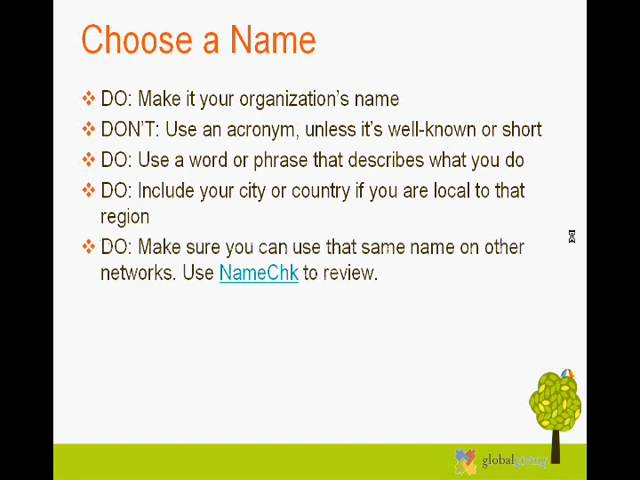 Choose a Name
DO: Make it your organization's name
DON'T: Use an acronym, unless it's well-known or short
DO: Use a word or phrase that describes what you do
DO: Include your city or country if you are local to that
region
DO: Make sure you can use that same name on other
networks. Use NameChk to review.
globalgiving